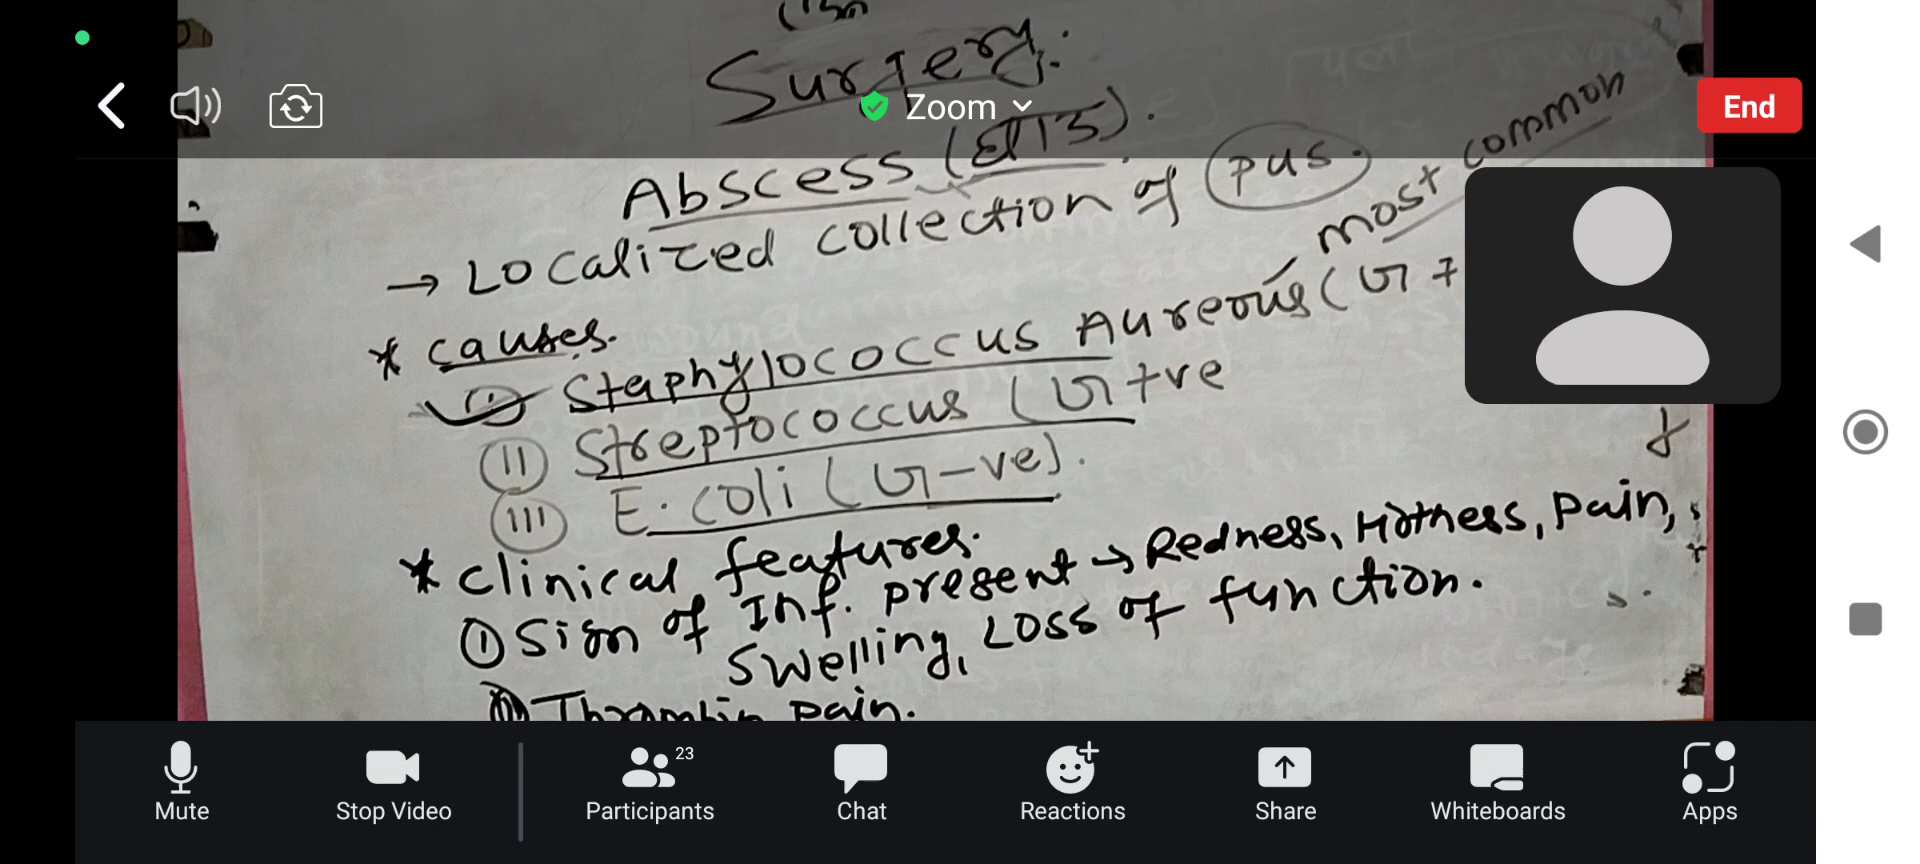 Surgery.
Zoom
End
Abscess (घाव).
→ Localized collection of pus.
most common
* causes.
(i) Staphylococcus Aureous (G +
(ii) Streptococcus (G +ve
(iii) E. coli (G -ve).
* clinical features.
① Sign of Inf. present → Redness, Hotness, pain,
swelling, Loss of function.
pain.
23
Mute
Stop Video
Participants
Chat
Reactions
Share
Whiteboards
Apps